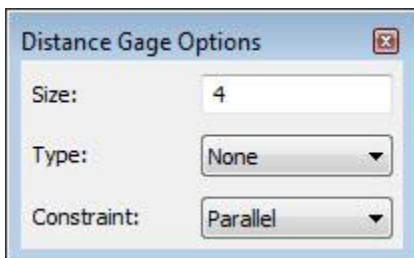 Distance Gage Options
Size: 4
Type: None
Constraint: Parallel